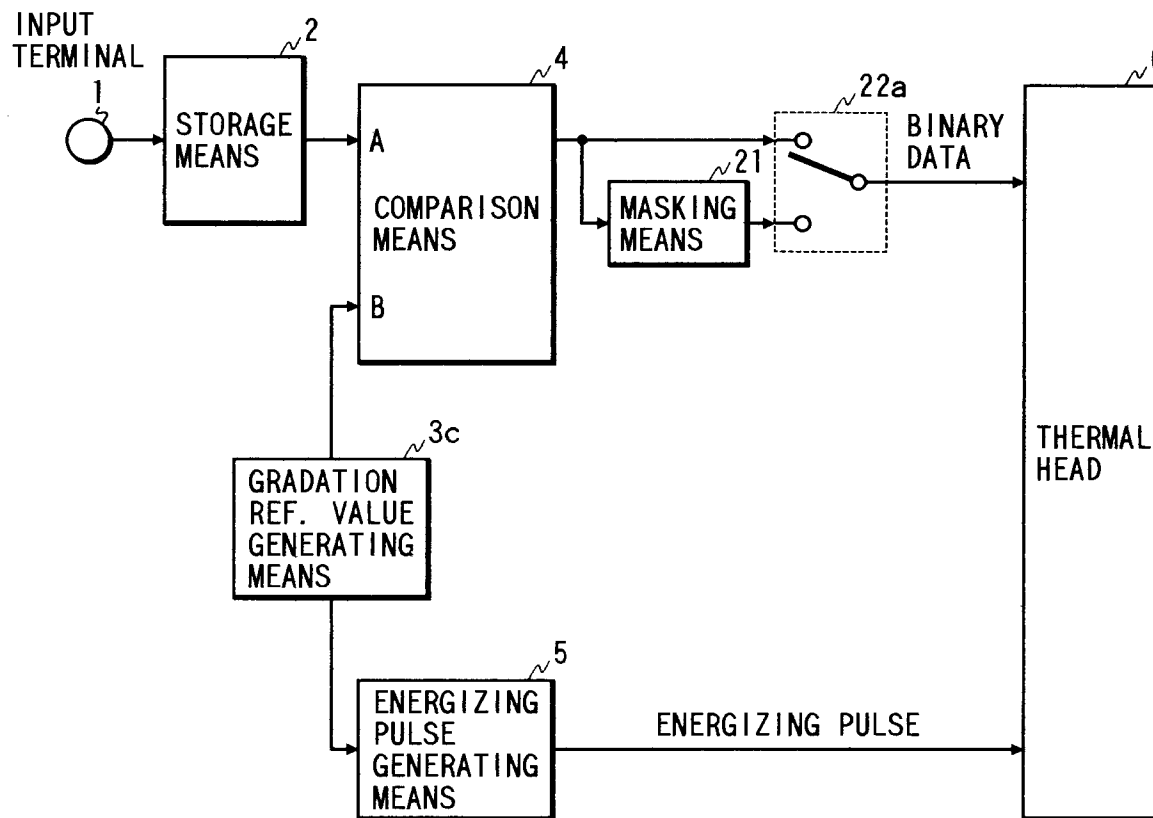 INPUT
TERMINAL
1
2
STORAGE
MEANS
4
A
COMPARISON
MEANS
B
21
MASKING
MEANS
22a
BINARY
DATA
THERMAL
HEAD
3c
GRADATION
REF. VALUE
GENERATING
MEANS
5
ENERGIZING
PULSE
GENERATING
MEANS
ENERGIZING PULSE